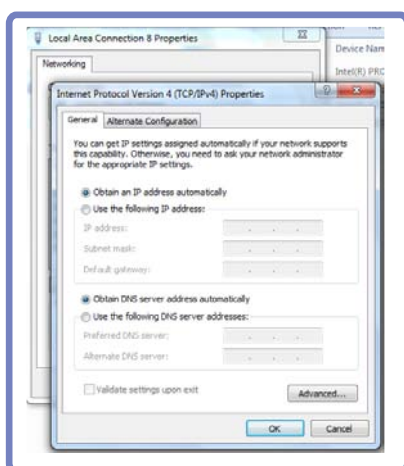 Local Area Connection 8 Properties
Device Nam
Networking
Intel(R) PRO
Internet Protocol Version 4 (TCP/IPv4) Properties
General
Alternate Configuration
You can get IP settings assigned automatically if your network supports
this capability. Otherwise, you need to ask your network administrator
for the appropriate IP settings.
Obtain an IP address automatically
Use the following IP address:
IP address:
Subnet mask:
Default gateway:
Obtain DNS server address automatically
Use the following DNS server addresses:
Preferred DNS server:
Alternate DNS server:
Validate settings upon exit
Advanced...
OK
Cancel